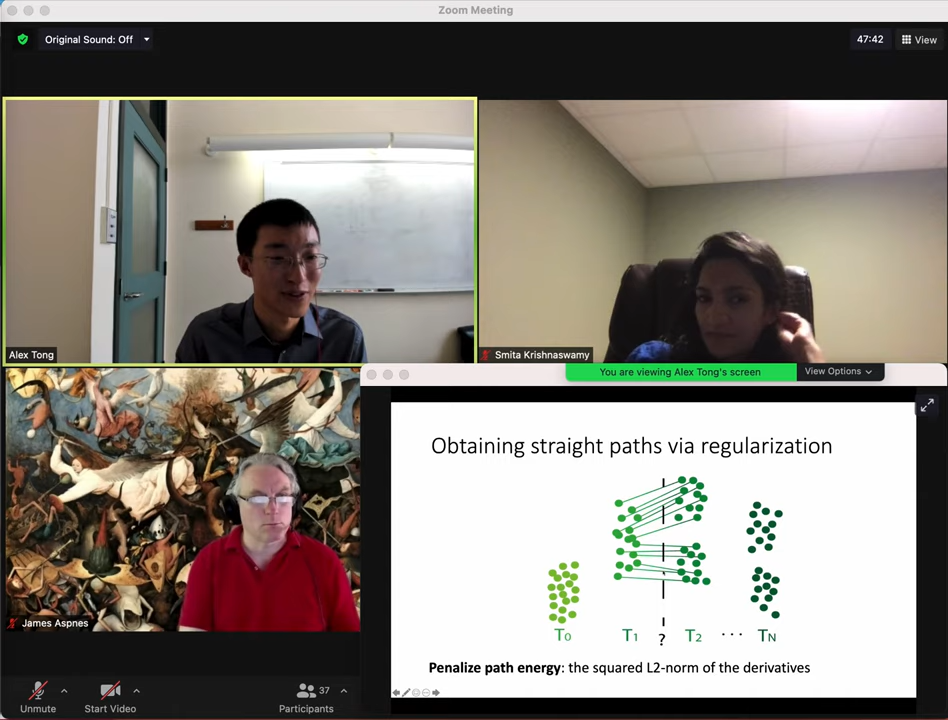 Zoom Meeting
Original Sound: Off
47:42
View
Alex Tong
Smita Krishnaswamy
You are viewing Alex Tong's screen
View Options
Obtaining straight paths via regularization
T0 T1 ? T2 ... TN
Penalize path energy: the squared L2-norm of the derivatives
James Aspnes
Unmute
Start Video
37
Participants